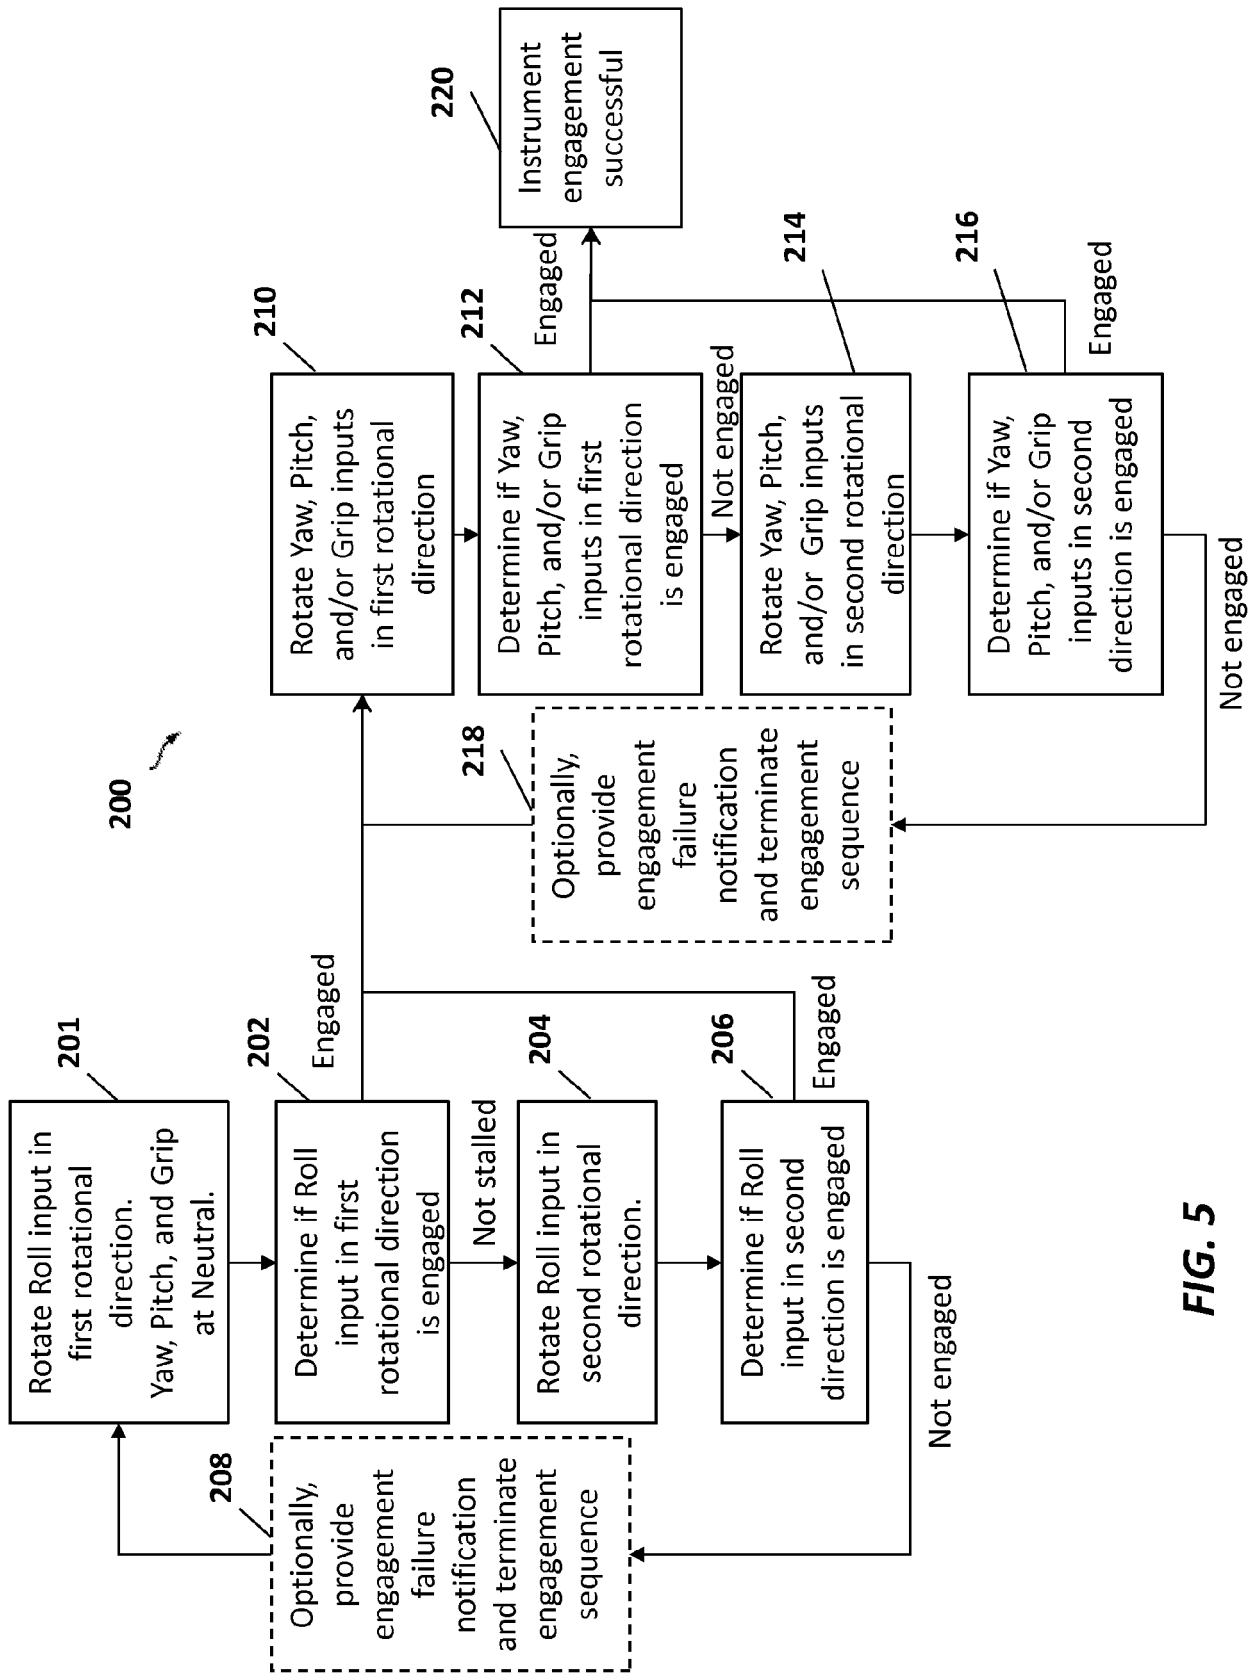 200
201
Rotate Roll input in
first rotational
direction.
Yaw, Pitch, and Grip
at Neutral.
202
Determine if Roll
input in first
rotational direction
is engaged
Engaged
Not stalled
204
Rotate Roll input in
second rotational
direction.
206
Determine if Roll
input in second
direction is engaged
Engaged
Not engaged
208
Optionally,
provide
engagement
failure
notification
and terminate
engagement
sequence
210
Rotate Yaw, Pitch,
and/or Grip inputs
in first rotational
direction
212
Determine if Yaw,
Pitch, and/or Grip
inputs in first
rotational direction
is engaged
Engaged
Not engaged
214
Rotate Yaw, Pitch,
and/or Grip inputs
in second rotational
direction
216
Determine if Yaw,
Pitch, and/or Grip
inputs in second
direction is engaged
Engaged
Not engaged
218
Optionally,
provide
engagement
failure
notification
and terminate
engagement
sequence
220
Instrument
engagement
successful
FIG. 5